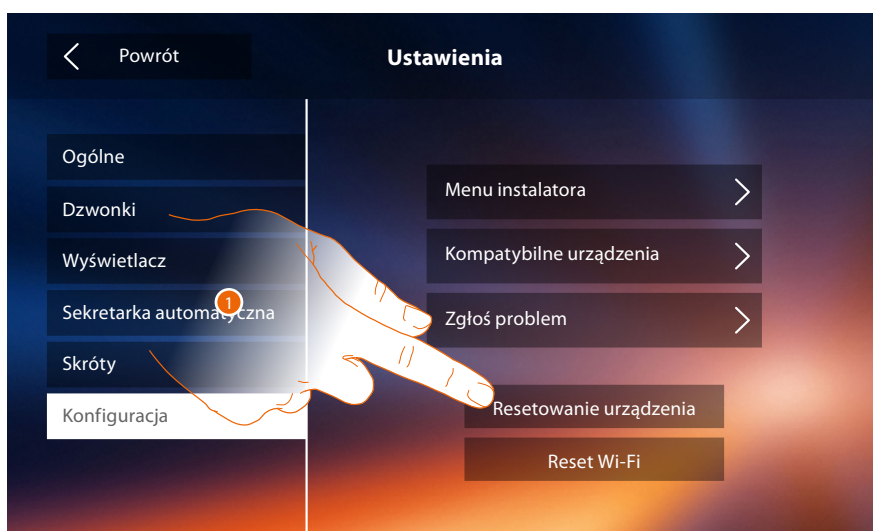 Powrót
Ustawienia
Ogólne
Dzwonki
Wyświetlacz
Sekretarka automatyczna
1
Skróty
Konfiguracja
Menu instalatora
Kompatybilne urządzenia
Zgłoś problem
Resetowanie urządzenia
Reset Wi-Fi